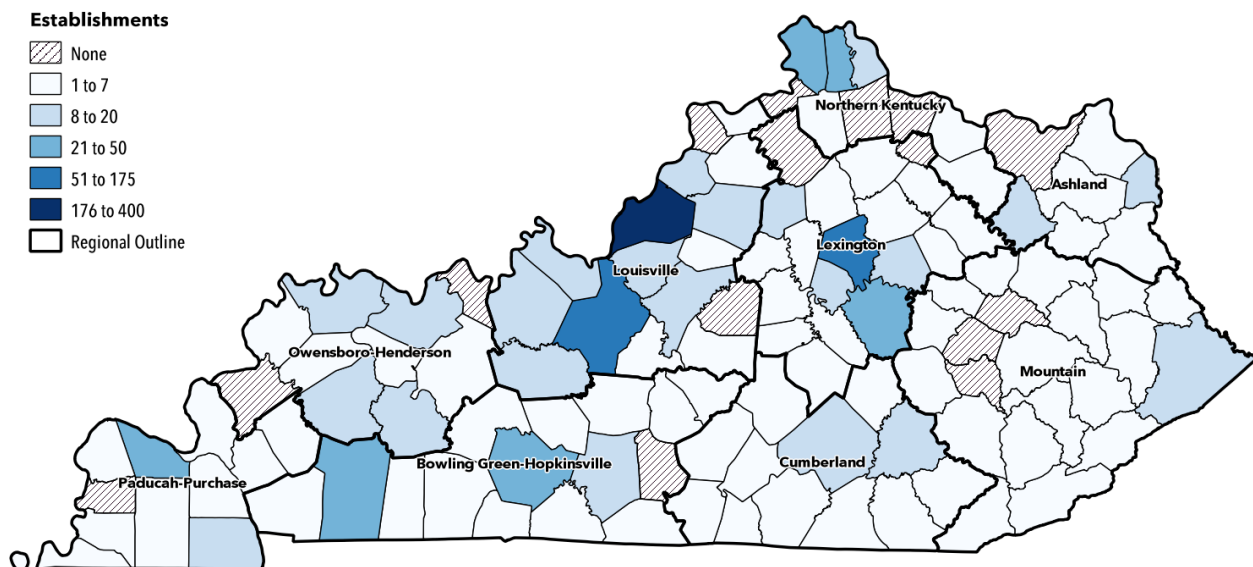 Establishments
None
1 to 7
8 to 20
21 to 50
51 to 175
176 to 400
Regional Outline
Northern Kentucky
Ashland
Lexington
Louisville
Owensboro-Henderson
Mountain
Bowling Green-Hopkinsville
Cumberland
Paducah-Purchase